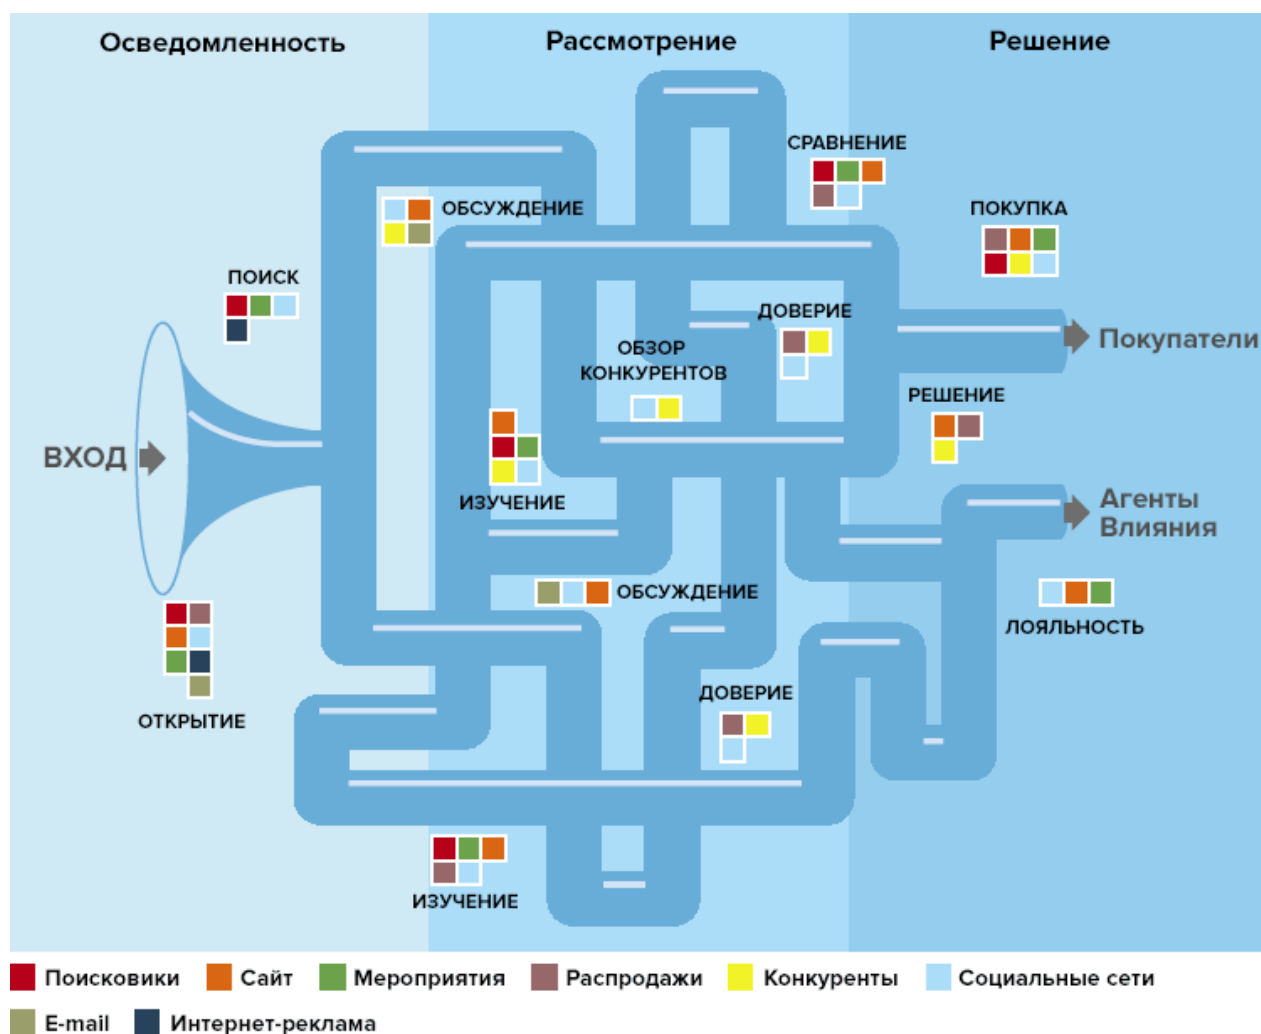 Осведомленность
Рассмотрение
Решение
СРАВНЕНИЕ
ОБСУЖДЕНИЕ
ПОКУПКА
ПОИСК
ДОВЕРИЕ
Покупатели
ОБЗОР
КОНКУРЕНТОВ
РЕШЕНИЕ
ВХОД
ИЗУЧЕНИЕ
Агенты
Влияния
ОБСУЖДЕНИЕ
ЛОЯЛЬНОСТЬ
ДОВЕРИЕ
ОТКРЫТИЕ
ИЗУЧЕНИЕ
Поисковики
Сайт
Мероприятия
Распродажи
Конкуренты
Социальные сети
E-mail
Интернет-реклама